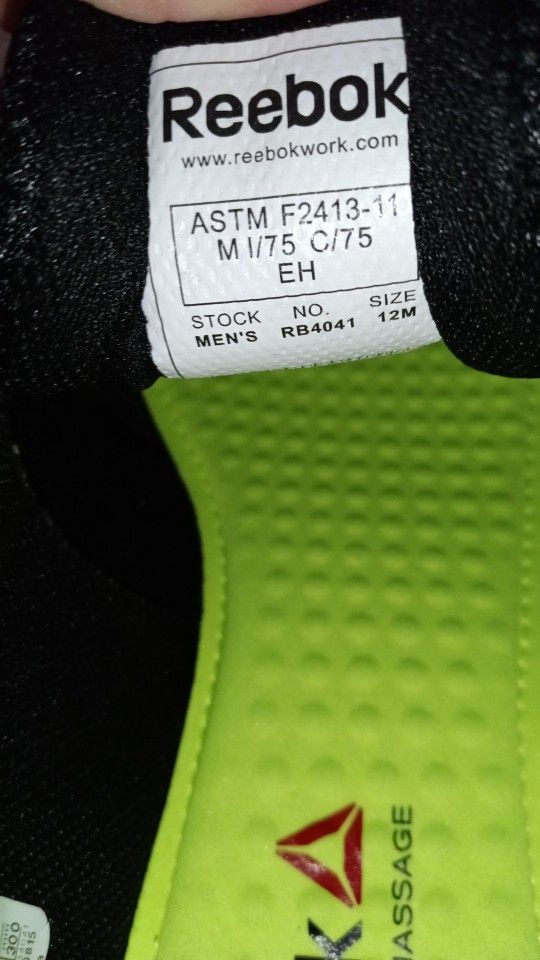 Reebok
www.reebokwork.com
ASTM F2413-11
M I/75 C/75
EH
STOCK NO. SIZE
MEN'S RB4041 12M
MASSAGE